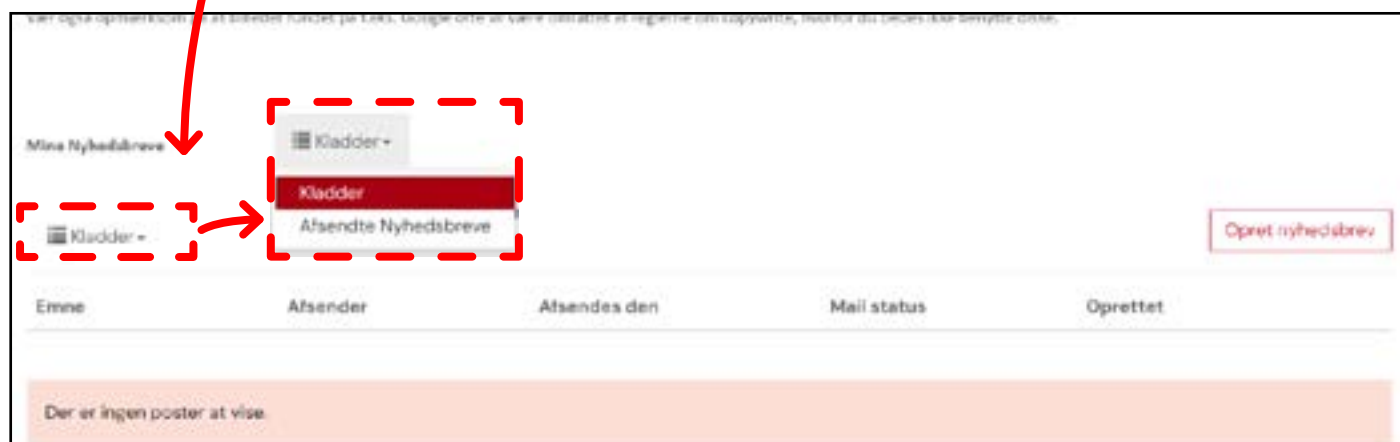 Mine Nyhedsbreve
Kladder
Kladder
Afsendte Nyhedsbreve
Kladder
Opret nyhedsbrev
Emne Afsender Afsendes den Mail status Oprettet
Der er ingen poster at vise.